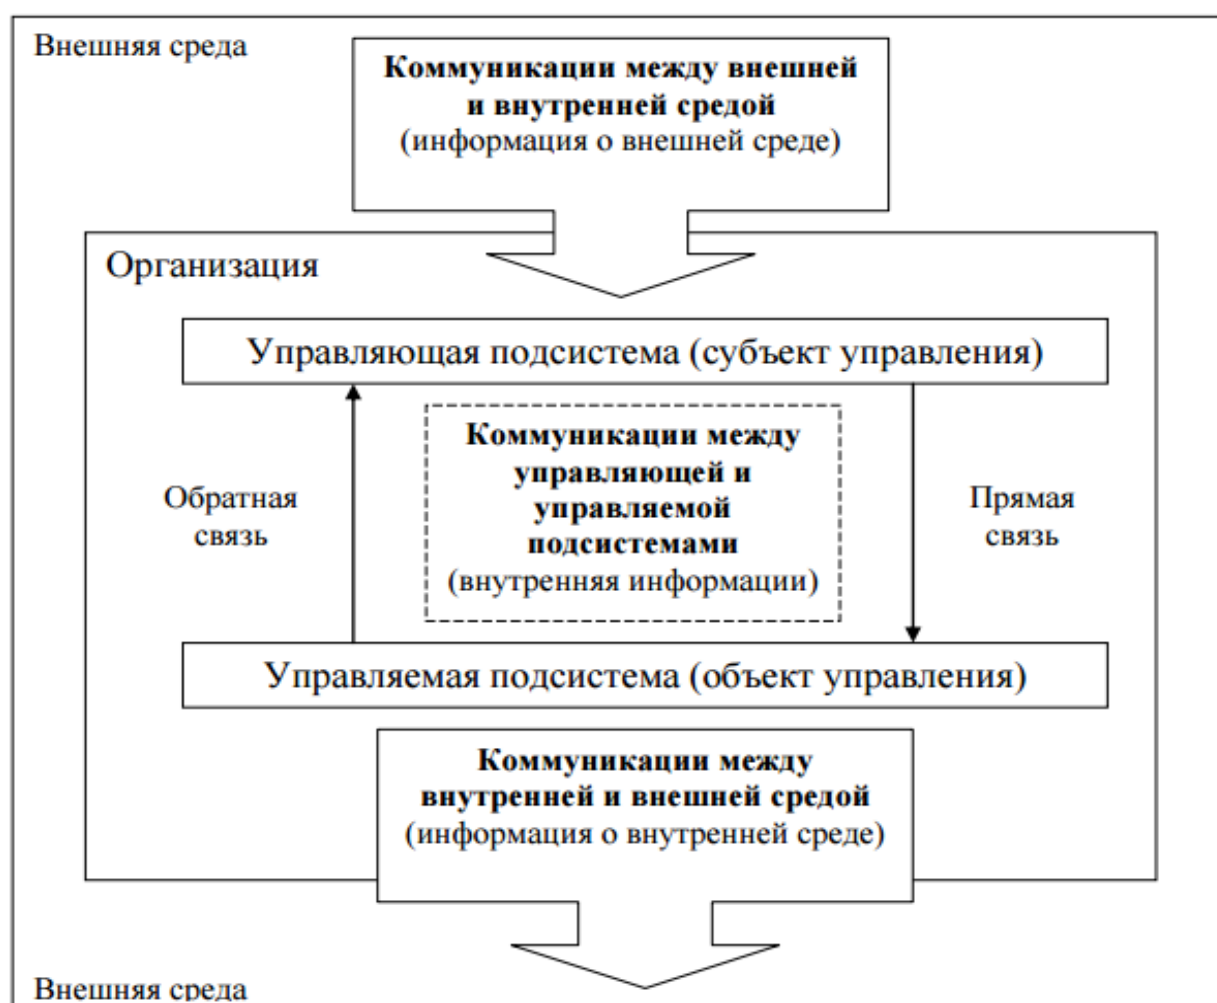 Внешняя среда
Коммуникации между внешней
и внутренней средой
(информация о внешней среде)
Организация
Управляющая подсистема (субъект управления)
Коммуникации между
управляющей и
управляемой
подсистемами
(внутренняя информации)
Обратная
связь
Прямая
связь
Управляемая подсистема (объект управления)
Коммуникации между
внутренней и внешней средой
(информация о внутренней среде)
Внешняя среда